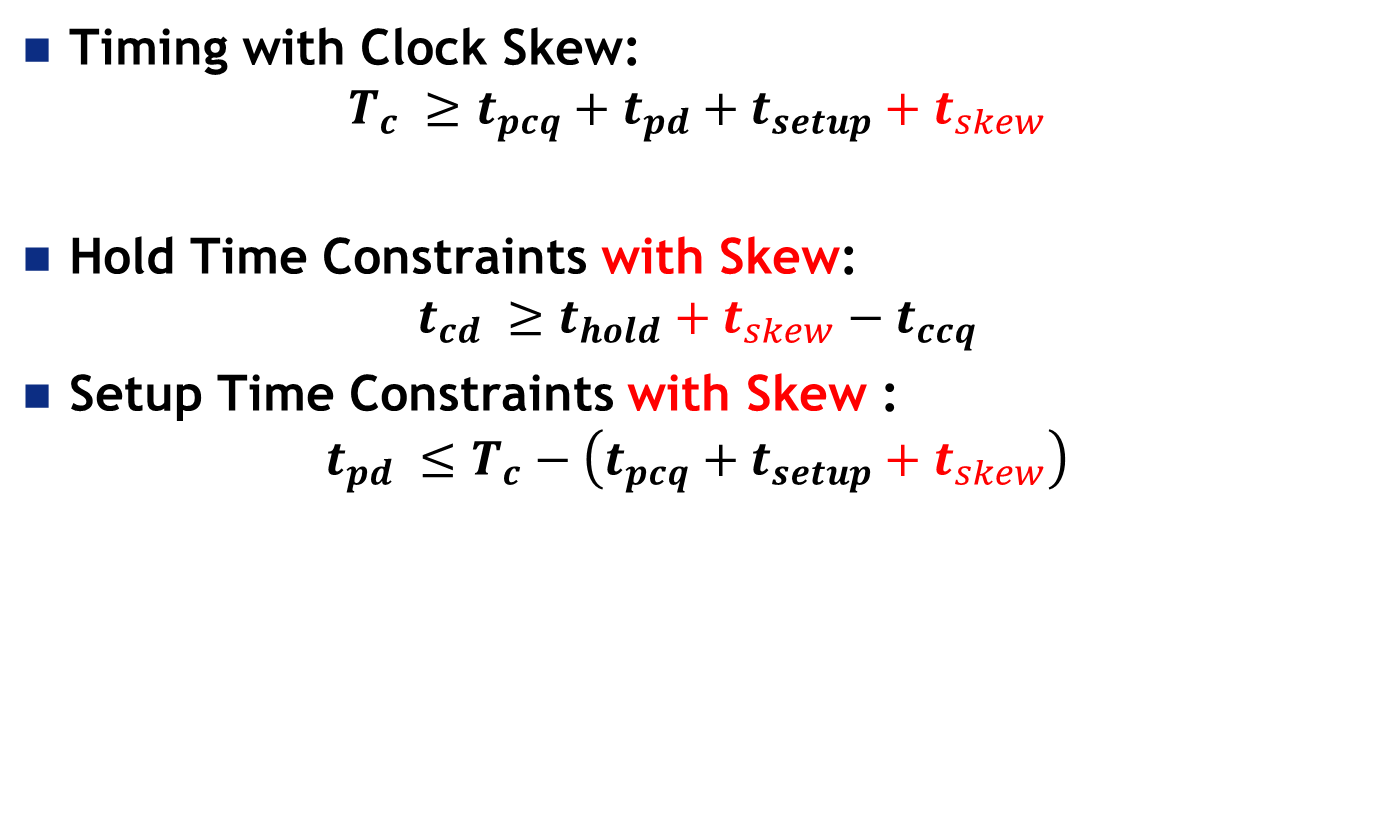 ■ Timing with Clock Skew:
T_c ≥ t_pcq + t_pd + t_setup + t_skew
■ Hold Time Constraints with Skew:
t_cd ≥ t_hold + t_skew − t_ccq
■ Setup Time Constraints with Skew :
t_pd ≤ T_c − (t_pcq + t_setup + t_skew)